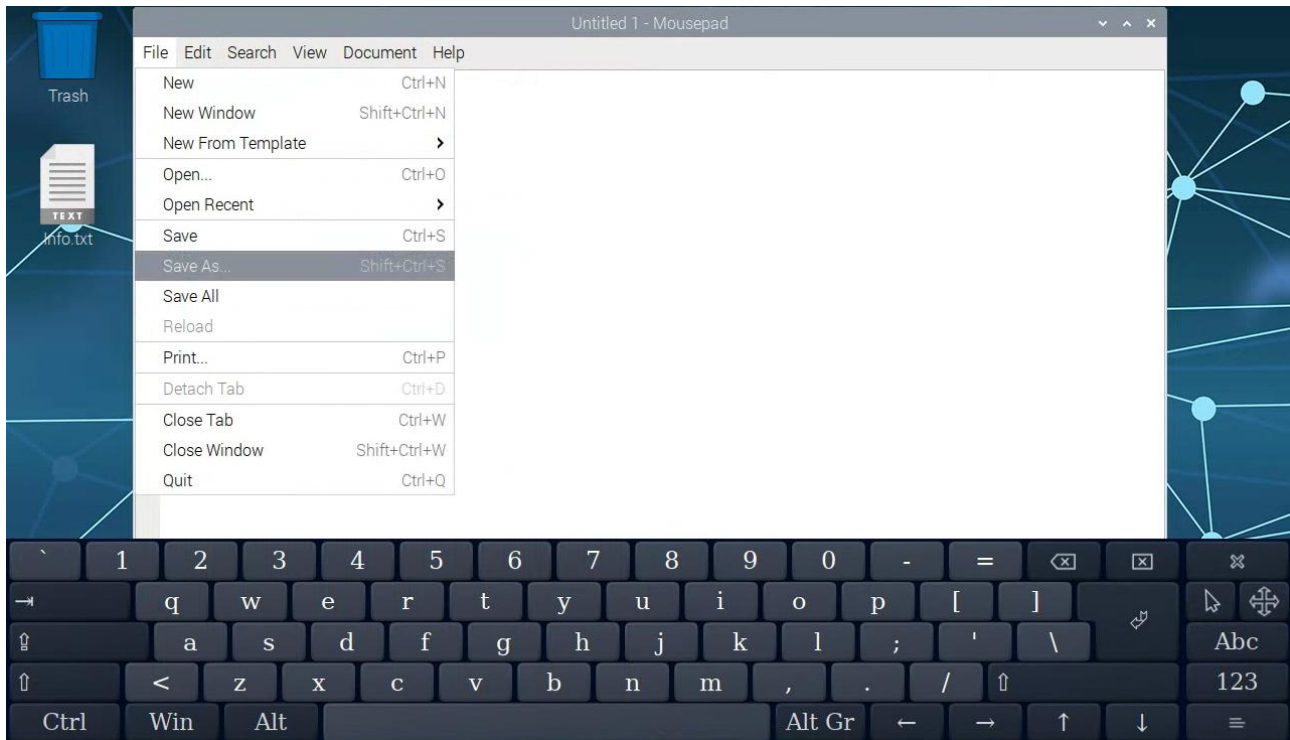 Untitled 1 - Mousepad
File Edit Search View Document Help
Trash
New Ctrl+N
New Window Shift+Ctrl+N
New From Template
Open... Ctrl+O
Open Recent
TEXT
Info.txt
Save Ctrl+S
Save As... Shift+Ctrl+S
Save All
Reload
Print... Ctrl+P
Detach Tab Ctrl+D
Close Tab Ctrl+W
Close Window Shift+Ctrl+W
Quit Ctrl+Q
` 1 2 3 4 5 6 7 8 9 0 - =
q w e r t y u i o p [ ]
a s d f g h j k l ; ' \ Abc
< z x c v b n m , . / 123
Ctrl Win Alt Alt Gr ← → ↑ ↓